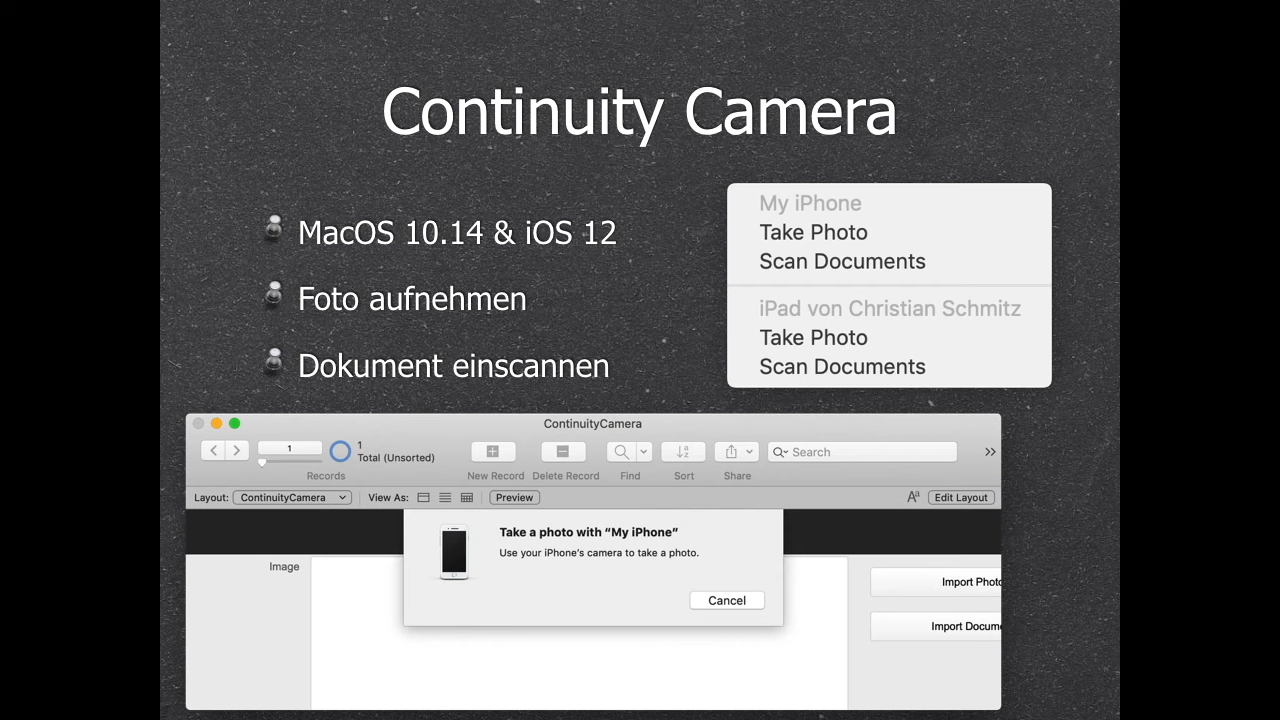 Continuity Camera
MacOS 10.14 & iOS 12
Foto aufnehmen
Dokument einscannen
My iPhone
Take Photo
Scan Documents
iPad von Christian Schmitz
Take Photo
Scan Documents
ContinuityCamera
1
1
Total (Unsorted)
Records
New Record
Delete Record
Find
Sort
Share
Search
Layout: ContinuityCamera
View As:
Preview
Aa
Edit Layout
Take a photo with “My iPhone”
Use your iPhone’s camera to take a photo.
Cancel
Image
Import Photo
Import Docum